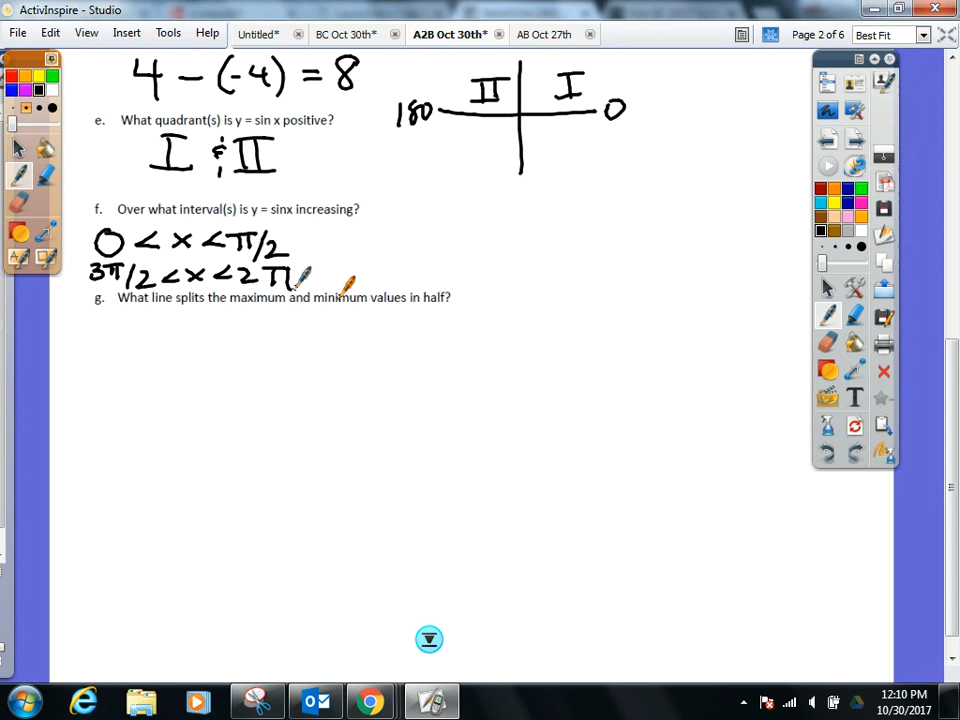 ActivInspire - Studio
File Edit View Insert Tools Help Untitled* BC Oct 30th* A2B Oct 30th* AB Oct 27th Page 2 of 6 Best Fit
4 - (-4) = 8
II I
180 0
e. What quadrant(s) is y = sin x positive?
I & II
f. Over what interval(s) is y = sinx increasing?
0 < x < π/2
3π/2 < x < 2π
g. What line splits the maximum and minimum values in half?
12:10 PM
10/30/2017